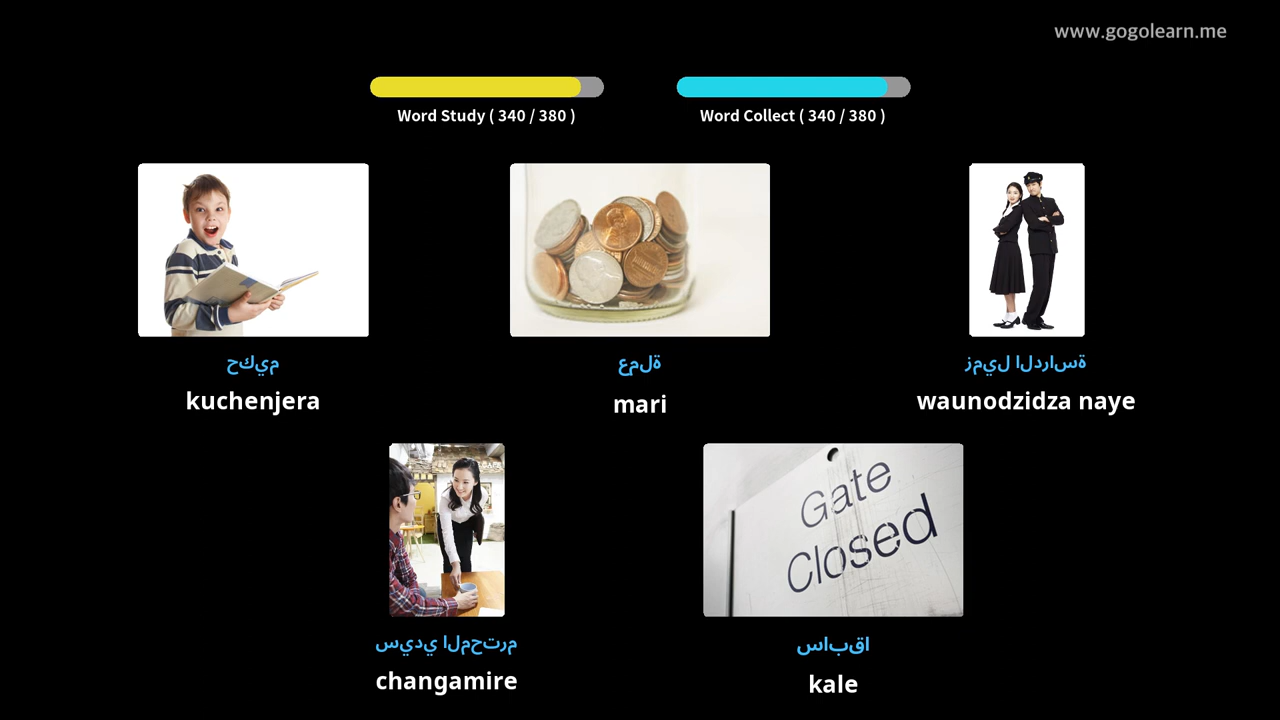 www.gogolearn.me
Word Study ( 340 / 380 )
Word Collect ( 340 / 380 )
حكيم
kuchenjera
عملة
mari
زميل الدراسة
waunodzidza naye
سيدي المحترم
changamire
Gate
Closed
سابقا
kale